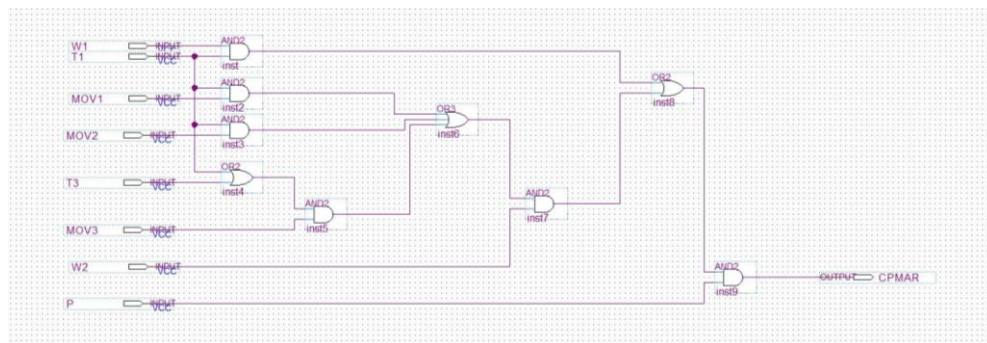 W1 INPUT VCC AND2 inst
T1 INPUT VCC
AND2 inst2
MOV1 INPUT VCC
AND2 inst3
MOV2 INPUT VCC
OR2 inst4
T3 INPUT VCC
AND2 inst5
MOV3 INPUT VCC
OR3 inst6
AND2 inst7
W2 INPUT VCC
OR2 inst8
P INPUT VCC
AND2 inst9
OUTPUT CPMAR